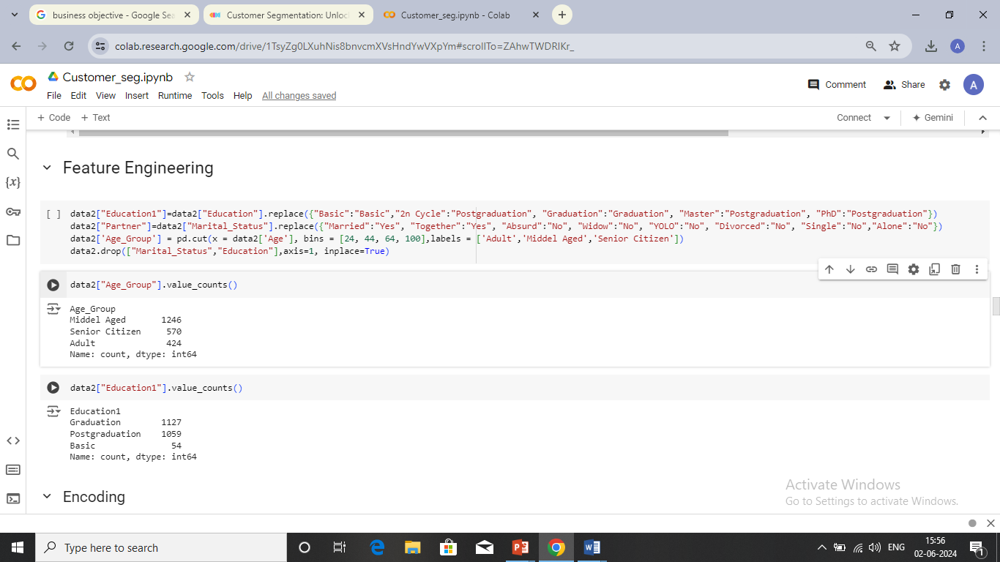 business objective - Google Sea
Customer Segmentation: Unloc
Customer_seg.ipynb - Colab
colab.research.google.com/drive/1TsyZg0LXuhNis8bnvcmXVsHndYwVXpYm#scrollTo=ZAhwTWDRlKr_
A
CO
Customer_seg.ipynb
Comment
Share
A
File Edit View Insert Runtime Tools Help All changes saved
+ Code + Text
Connect
Gemini
Feature Engineering
[ ] data2["Education1"]=data2["Education"].replace({"Basic":"Basic","2n Cycle":"Postgraduation", "Graduation":"Graduation", "Master":"Postgraduation", "PhD":"Postgraduation"})
data2["Partner"]=data2["Marital_Status"].replace({"Married":"Yes", "Together":"Yes", "Absurd":"No", "Widow":"No", "YOLO":"No", "Divorced":"No", "Single":"No","Alone":"No"})
data2['Age_Group'] = pd.cut(x = data2['Age'], bins = [24, 44, 64, 100],labels = ['Adult','Middel Aged','Senior Citizen'])
data2.drop(["Marital_Status","Education"],axis=1, inplace=True)
data2["Age_Group"].value_counts()
Age_Group
Middel Aged 1246
Senior Citizen 570
Adult 424
Name: count, dtype: int64
data2["Education1"].value_counts()
Education1
Graduation 1127
Postgraduation 1059
Basic 54
Name: count, dtype: int64
Encoding
Activate Windows
Go to Settings to activate Windows.
Type here to search
ENG
15:56
02-06-2024
1